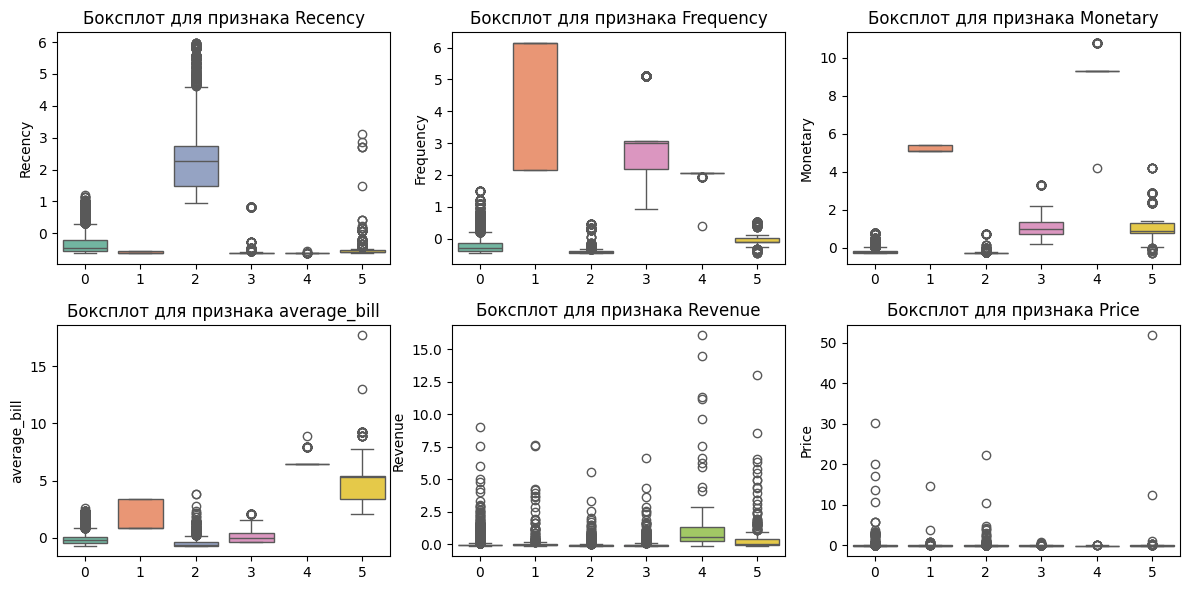 Боксплот для признака Recency
Recency
6
5
4
3
2
1
0
0 1 2 3 4 5
Боксплот для признака Frequency
Frequency
6
5
4
3
2
1
0
0 1 2 3 4 5
Боксплот для признака Monetary
Monetary
10
8
6
4
2
0
0 1 2 3 4 5
Боксплот для признака average_bill
average_bill
15
10
5
0
0 1 2 3 4 5
Боксплот для признака Revenue
Revenue
15.0
12.5
10.0
7.5
5.0
2.5
0.0
0 1 2 3 4 5
Боксплот для признака Price
Price
50
40
30
20
10
0
0 1 2 3 4 5